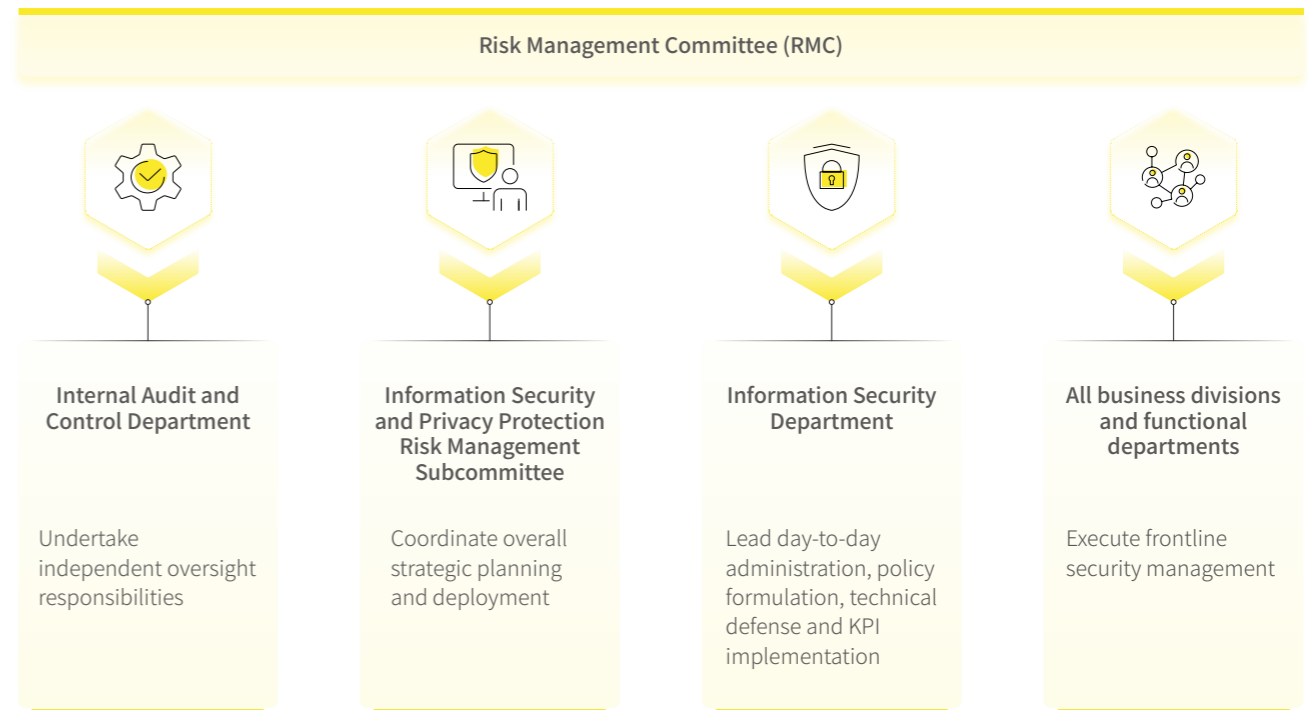 Risk Management Committee (RMC)
Internal Audit and
Control Department
Undertake
independent oversight
responsibilities
Information Security
and Privacy Protection
Risk Management
Subcommittee
Coordinate overall
strategic planning
and deployment
Information Security
Department
Lead day-to-day
administration, policy
formulation, technical
defense and KPI
implementation
All business divisions
and functional
departments
Execute frontline
security management